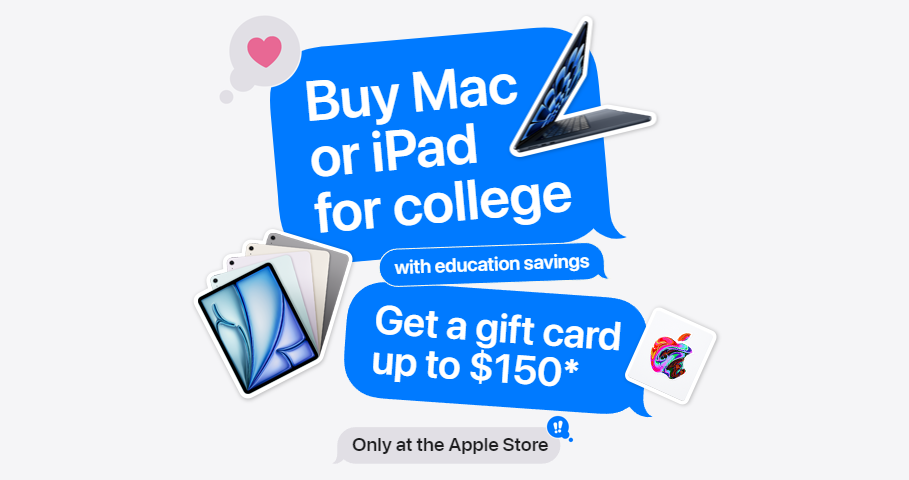 Buy Mac
or iPad
for college
with education savings
Get a gift card
up to $150*
Only at the Apple Store
!!